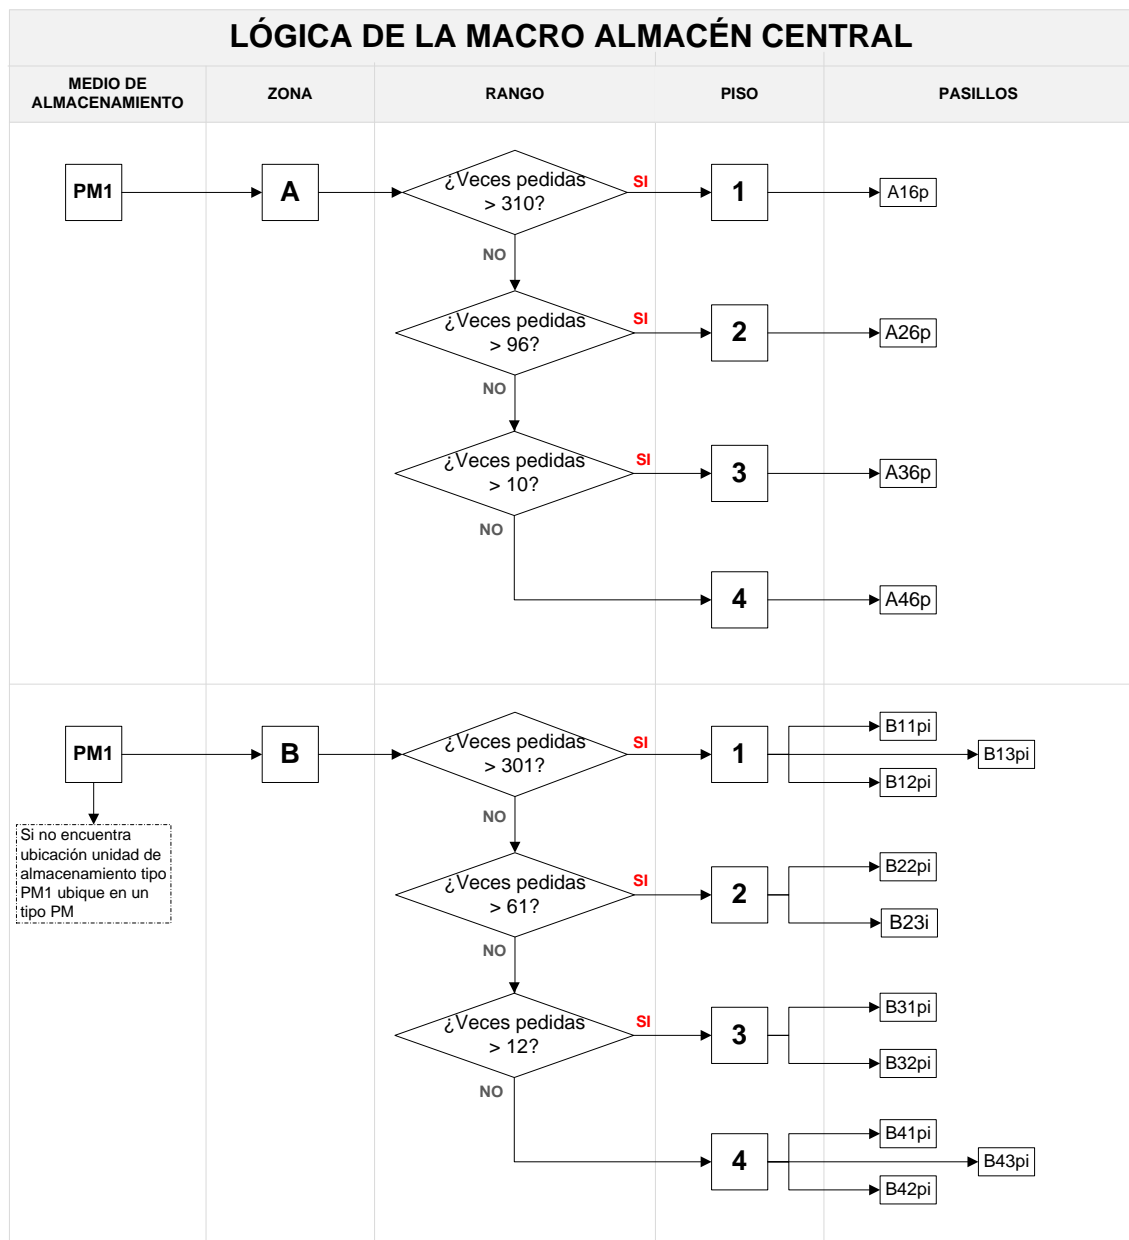 LÓGICA DE LA MACRO ALMACÉN CENTRAL
MEDIO DE
ALMACENAMIENTO
ZONA
RANGO
PISO
PASILLOS
PM1
A
¿Veces pedidas
> 310?
SI
1
A16p
NO
¿Veces pedidas
> 96?
SI
2
A26p
NO
¿Veces pedidas
> 10?
SI
3
A36p
NO
4
A46p
PM1
B
¿Veces pedidas
> 301?
SI
1
B11pi
B13pi
B12pi
Si no encuentra
ubicación unidad de
almacenamiento tipo
PM1 ubique en un
tipo PM
NO
¿Veces pedidas
> 61?
SI
2
B22pi
B23i
NO
¿Veces pedidas
> 12?
SI
3
B31pi
B32pi
NO
4
B41pi
B43pi
B42pi